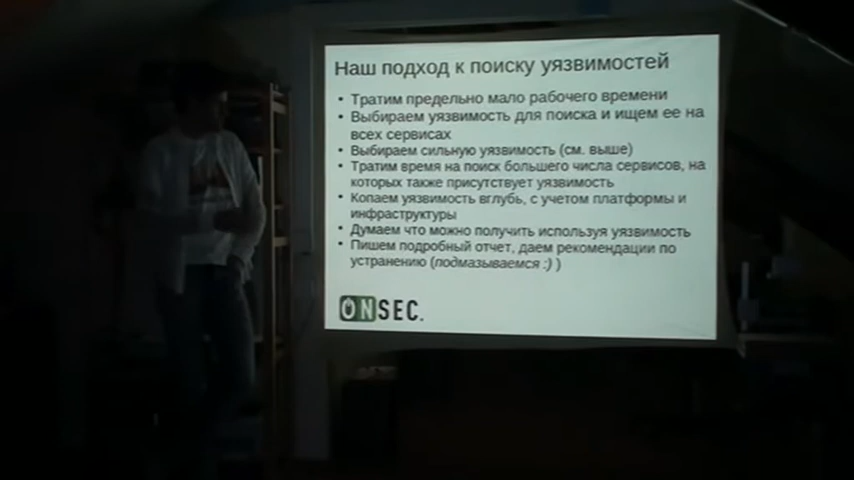 Наш подход к поиску уязвимостей
• Тратим предельно мало рабочего времени
• Выбираем уязвимость для поиска и ищем ее на
всех сервисах
• Выбираем сильную уязвимость (см. выше)
• Тратим время на поиск большего числа сервисов, на
которых также присутствует уязвимость
• Копаем уязвимость вглубь, с учетом платформы и
инфраструктуры
• Думаем что можно получить используя уязвимость
• Пишем подробный отчет, даем рекомендации по
устранению (подмазываемся :) )
ONSEC.